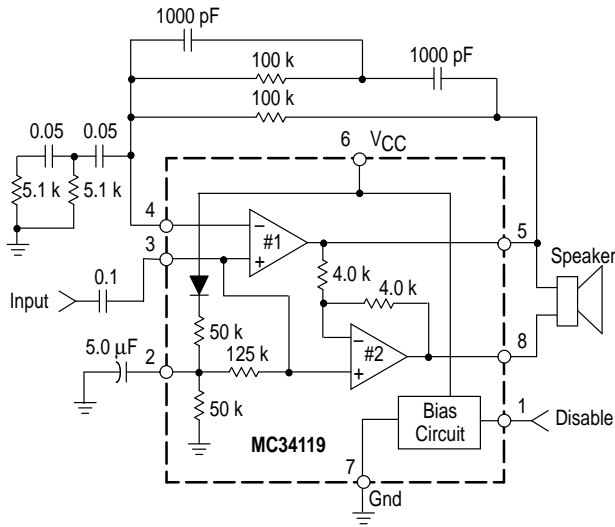 1000 pF
100 k
1000 pF
100 k
0.05
0.05
5.1 k
5.1 k
6
VCC
4
3
#1
5
Speaker
4.0 k
4.0 k
Input
0.1
50 k
#2
8
5.0 μF
2
125 k
50 k
Bias
Circuit
1
Disable
MC34119
7
Gnd